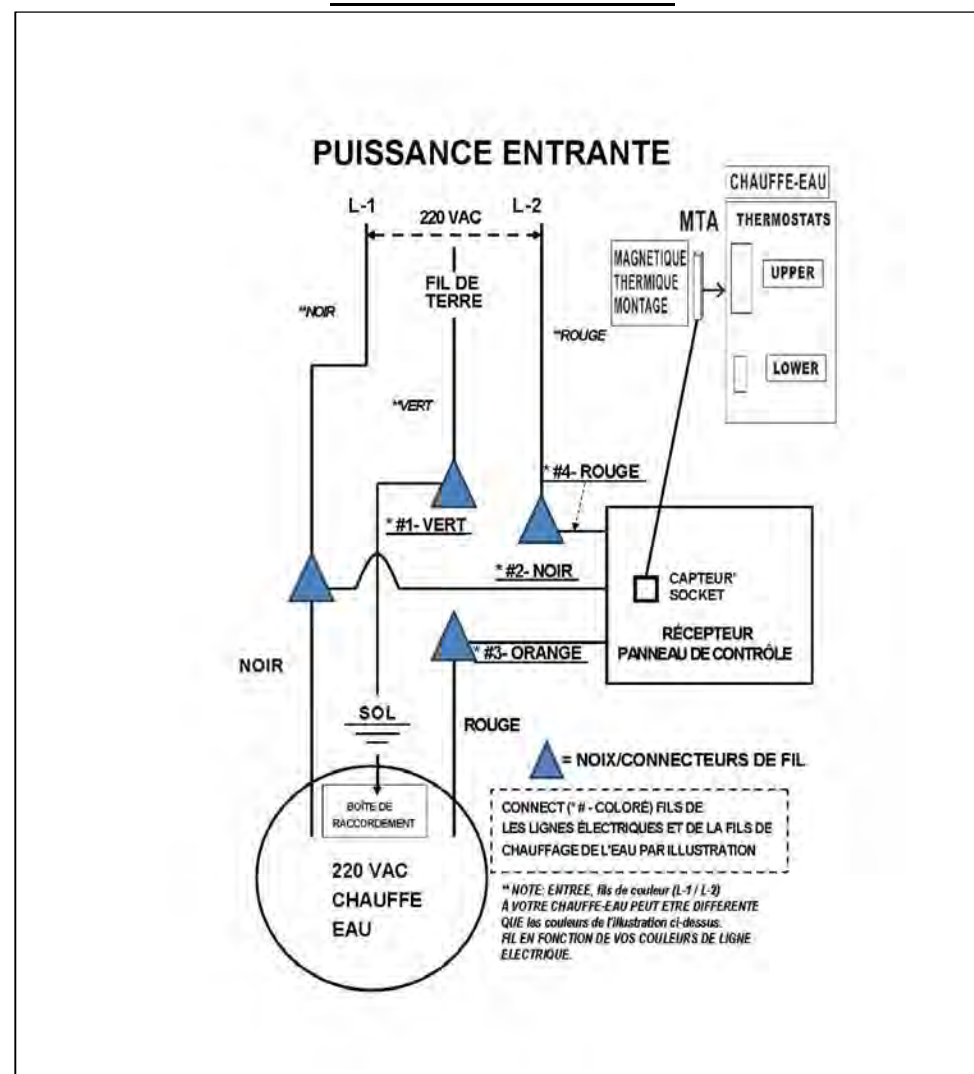 PUISSANCE ENTRANTE
L-1
220 VAC
L-2
FIL DE
TERRE
**NOIR
**VERT
**ROUGE
CHAUFFE-EAU
MTA
THERMOSTATS
MAGNETIQUE
THERMIQUE
MONTAGE
UPPER
LOWER
* #4- ROUGE
* #1- VERT
* #2- NOIR
* #3- ORANGE
CAPTEUR'
SOCKET
RÉCEPTEUR
PANNEAU DE CONTRÔLE
NOIR
SOL
ROUGE
= NOIX/CONNECTEURS DE FIL
BOÎTE DE
RACCORDEMENT
220 VAC
CHAUFFE
EAU
CONNECT (* # - COLORÉ) FILS DE
LES LIGNES ÉLECTRIQUES ET DE LA FILS DE
CHAUFFAGE DE L'EAU PAR ILLUSTRATION
**NOTE: ENTREE, fils de couleur (L-1 / L-2)
À VOTRE CHAUFFE-EAU PEUT ETRE DIFFERENTE
QUE les couleurs de l'illustration ci-dessus.
FIL EN FONCTION DE VOS COULEURS DE LIGNE
ELECTRIQUE.